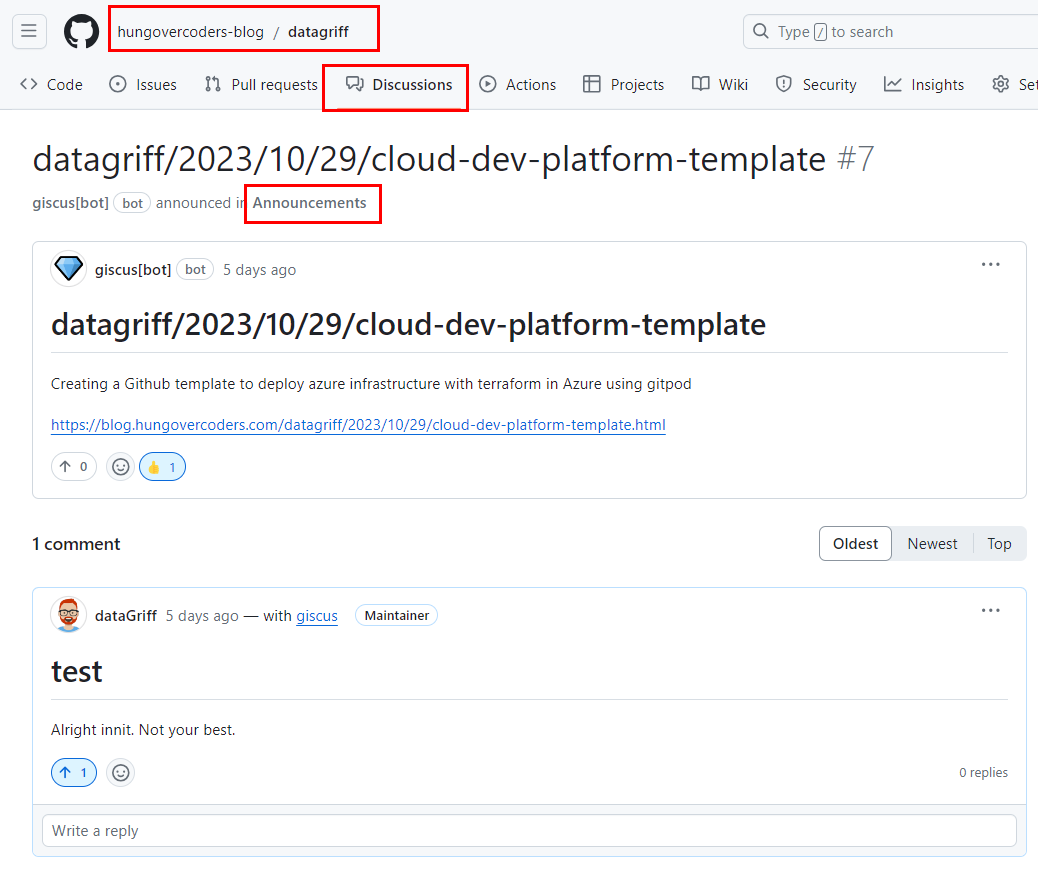 hungovercoders-blog / datagriff
Type / to search
Code Issues Pull requests Discussions Actions Projects Wiki Security Insights Set
datagriff/2023/10/29/cloud-dev-platform-template #7
giscus[bot] bot announced in Announcements
giscus[bot] bot 5 days ago
datagriff/2023/10/29/cloud-dev-platform-template
Creating a Github template to deploy azure infrastructure with terraform in Azure using gitpod
https://blog.hungovercoders.com/datagriff/2023/10/29/cloud-dev-platform-template.html
0 1
1 comment
Oldest Newest Top
dataGriff 5 days ago — with giscus Maintainer
test
Alright innit. Not your best.
1
0 replies
Write a reply